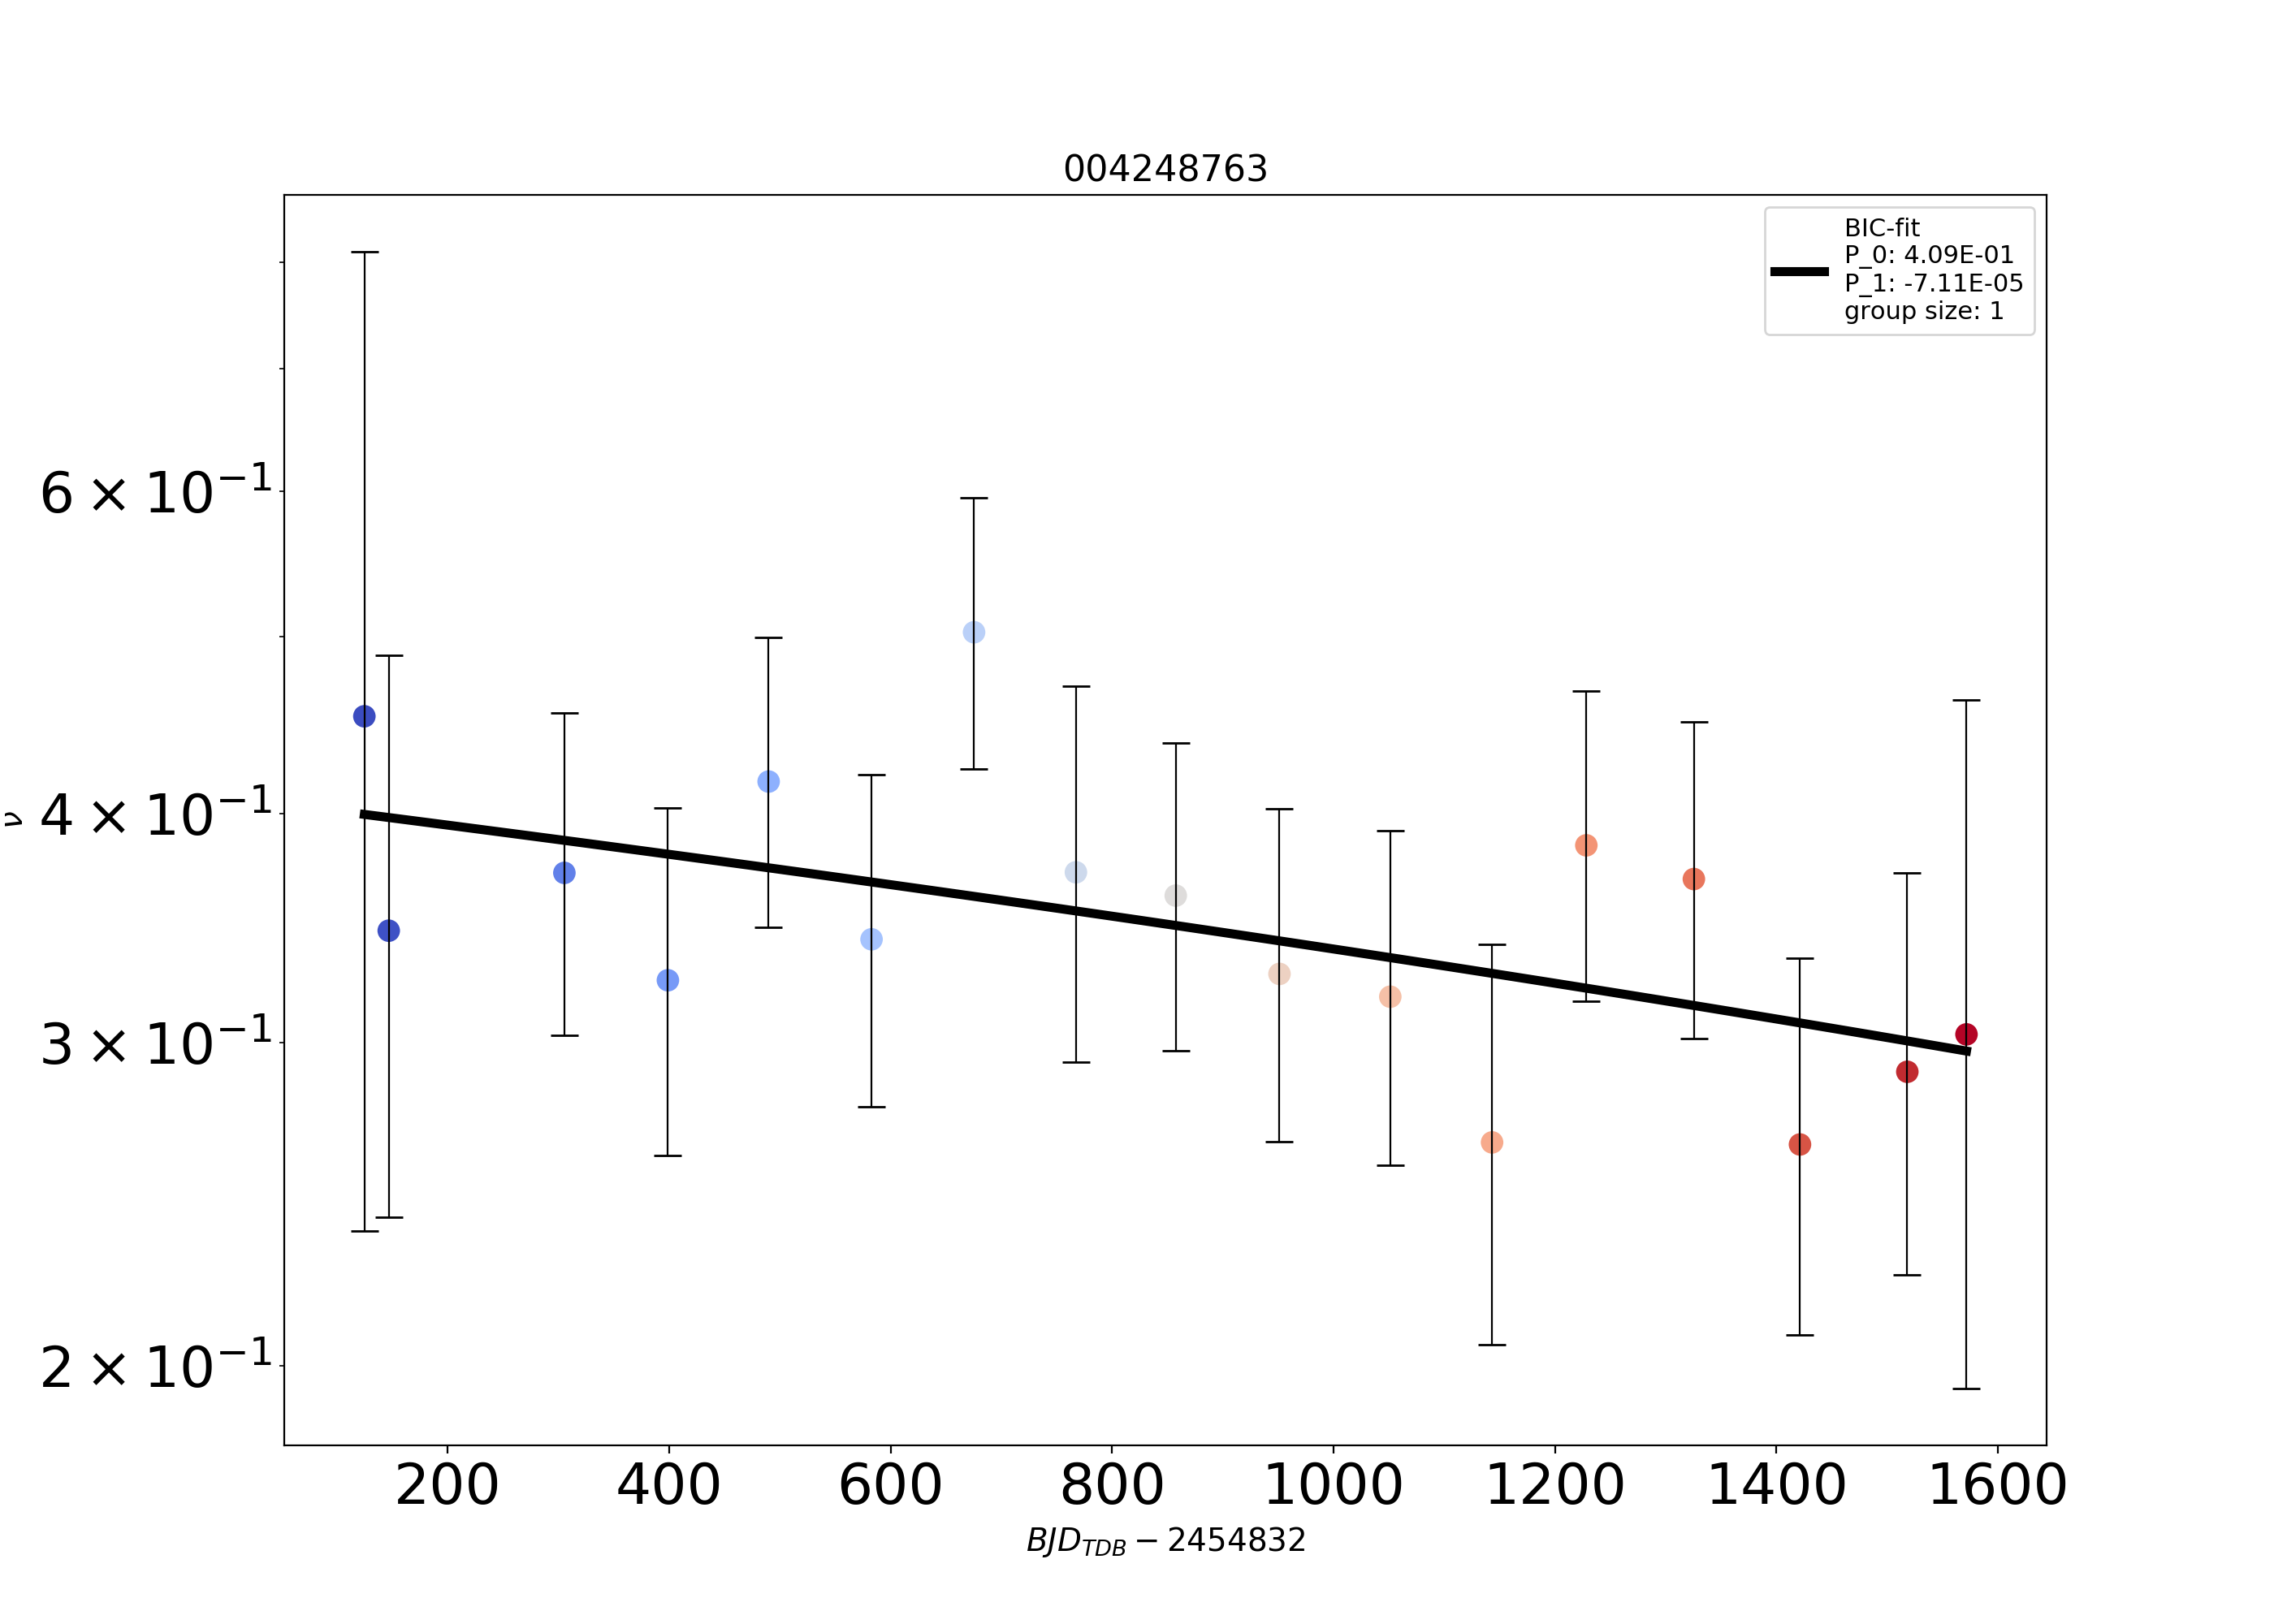 004248763
BIC-fit
P_0: 4.09E-01
P_1: -7.11E-05
group size: 1
6 × 10⁻¹
4 × 10⁻¹
3 × 10⁻¹
2 × 10⁻¹
ν
200 400 600 800 1000 1200 1400 1600
BJD_TDB − 2454832